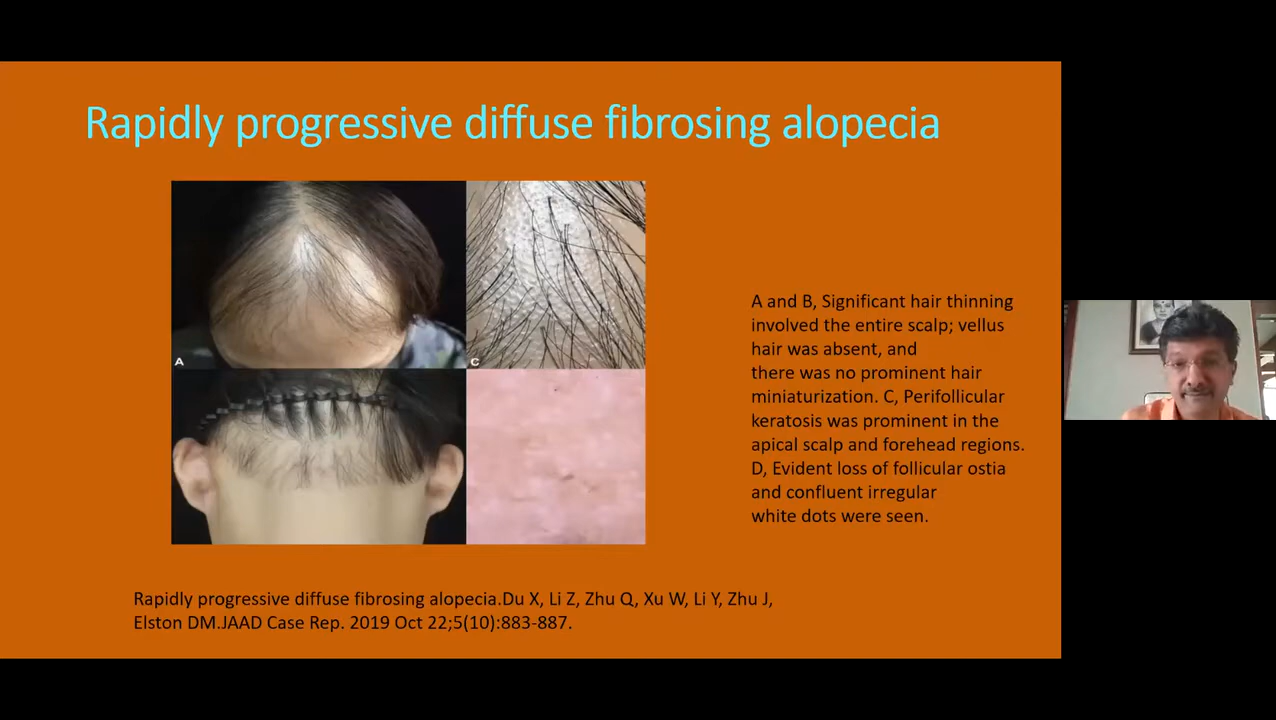 Rapidly progressive diffuse fibrosing alopecia
A
C
A and B, Significant hair thinning
involved the entire scalp; vellus
hair was absent, and
there was no prominent hair
miniaturization. C, Perifollicular
keratosis was prominent in the
apical scalp and forehead regions.
D, Evident loss of follicular ostia
and confluent irregular
white dots were seen.
Rapidly progressive diffuse fibrosing alopecia.Du X, Li Z, Zhu Q, Xu W, Li Y, Zhu J,
Elston DM.JAAD Case Rep. 2019 Oct 22;5(10):883-887.